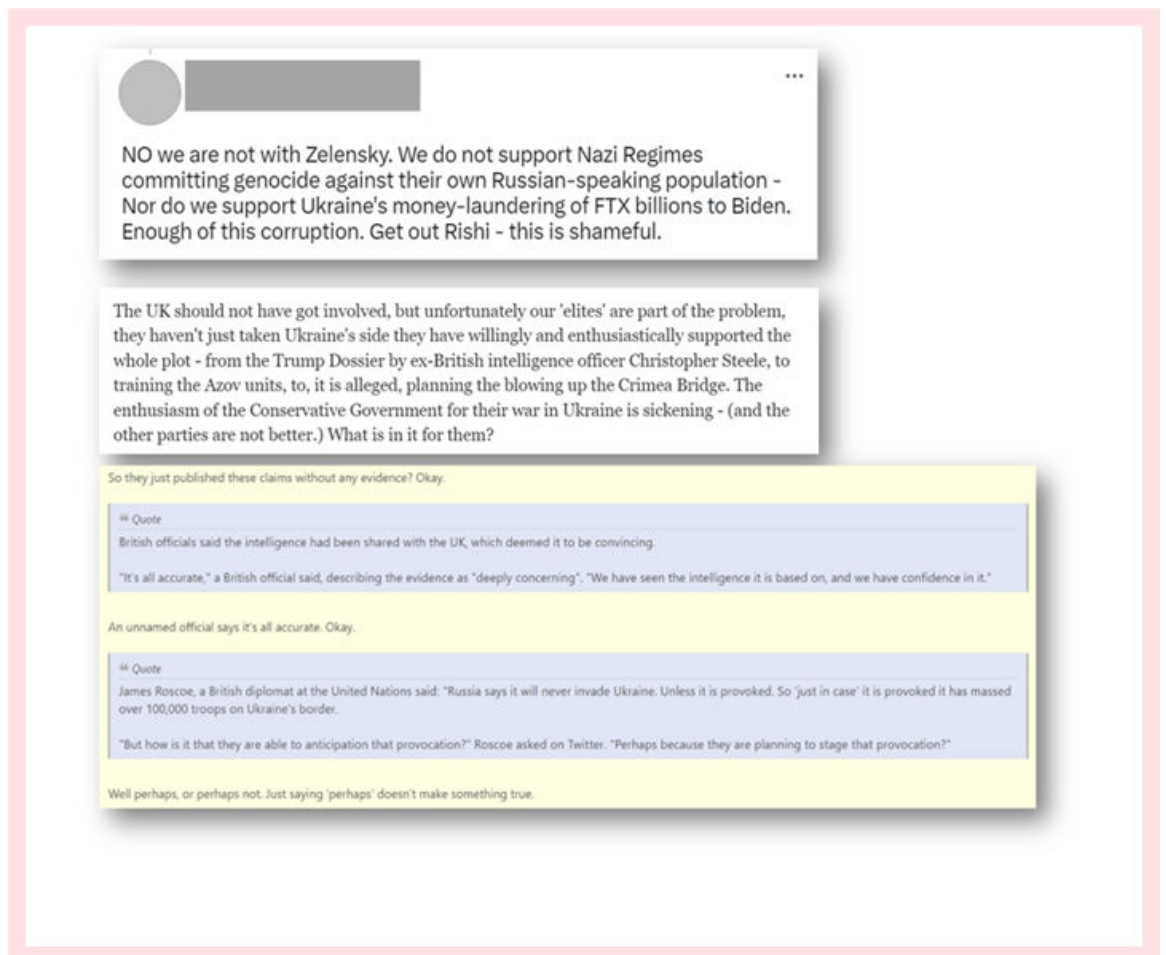 ...
NO we are not with Zelensky. We do not support Nazi Regimes
committing genocide against their own Russian-speaking population -
Nor do we support Ukraine's money-laundering of FTX billions to Biden.
Enough of this corruption. Get out Rishi - this is shameful.
The UK should not have got involved, but unfortunately our 'elites' are part of the problem,
they haven't just taken Ukraine's side they have willingly and enthusiastically supported the
whole plot - from the Trump Dossier by ex-British intelligence officer Christopher Steele, to
training the Azov units, to, it is alleged, planning the blowing up the Crimea Bridge. The
enthusiasm of the Conservative Government for their war in Ukraine is sickening - (and the
other parties are not better.) What is in it for them?
So they just published these claims without any evidence? Okay.
“ Quote
British officials said the intelligence had been shared with the UK, which deemed it to be convincing.
"It's all accurate," a British official said, describing the evidence as "deeply concerning". "We have seen the intelligence it is based on, and we have confidence in it."
An unnamed official says it's all accurate. Okay.
“ Quote
James Roscoe, a British diplomat at the United Nations said: "Russia says it will never invade Ukraine. Unless it is provoked. So 'just in case' it is provoked it has massed
over 100,000 troops on Ukraine's border.
"But how is it that they are able to anticipation that provocation?" Roscoe asked on Twitter. "Perhaps because they are planning to stage that provocation?"
Well perhaps, or perhaps not. Just saying 'perhaps' doesn't make something true.